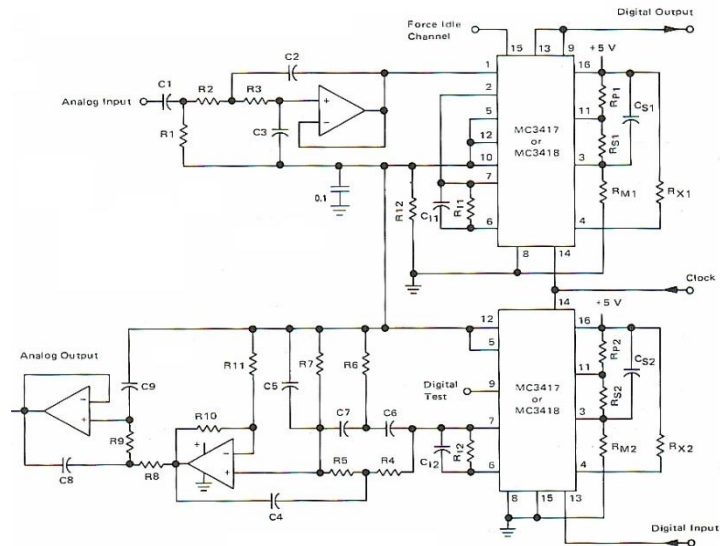 Digital Output
Force Idle
Channel
15
13
9
+5 V
C2
1
16
C1
R2
R3
2
RP1
CS1
Analog Input
+
−
5
11
R1
C3
12
MC3417
or
MC3418
RS1
10
3
7
0.1
R12
CI1
RI1
RM1
RX1
6
4
8
14
Clock
14
+5 V
12
16
Analog Output
5
RP2
CS2
R11
C5
R7
R6
11
C9
Digital
Test
9
MC3417
or
MC3418
RS2
−
+
R10
C7
C6
3
R9
+
−
7
CI2
RI2
RM2
RX2
C8
R8
+
R5
R4
6
4
C4
8
15
13
Digital Input